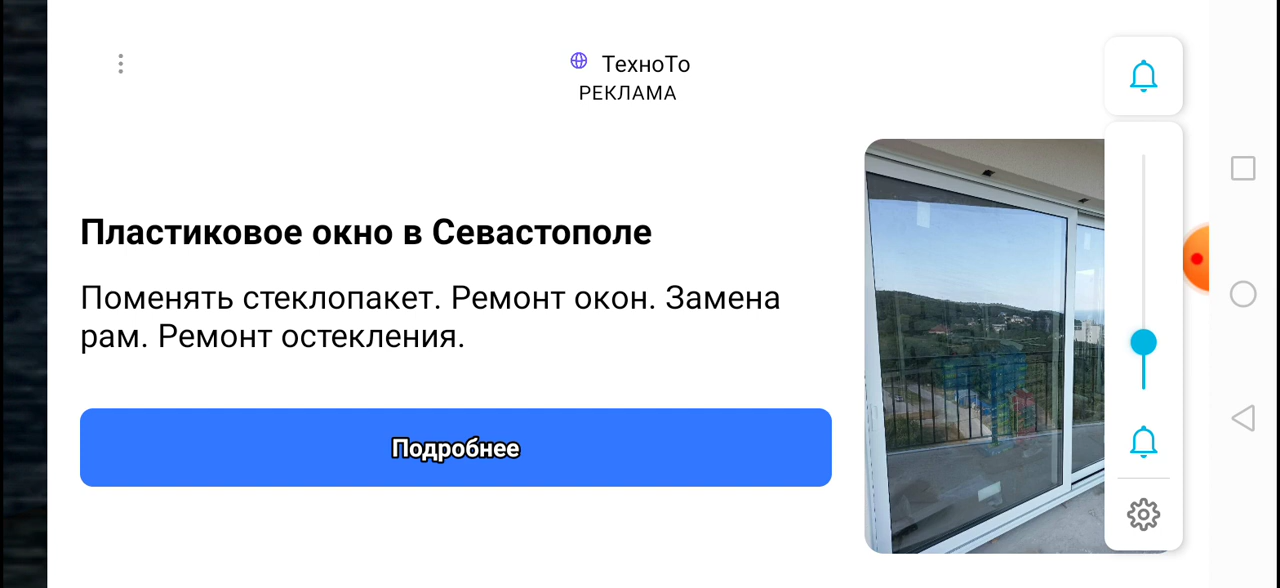 ТехноТо
РЕКЛАМА
Пластиковое окно в Севастополе
Поменять стеклопакет. Ремонт окон. Замена
рам. Ремонт остекления.
Подробнее